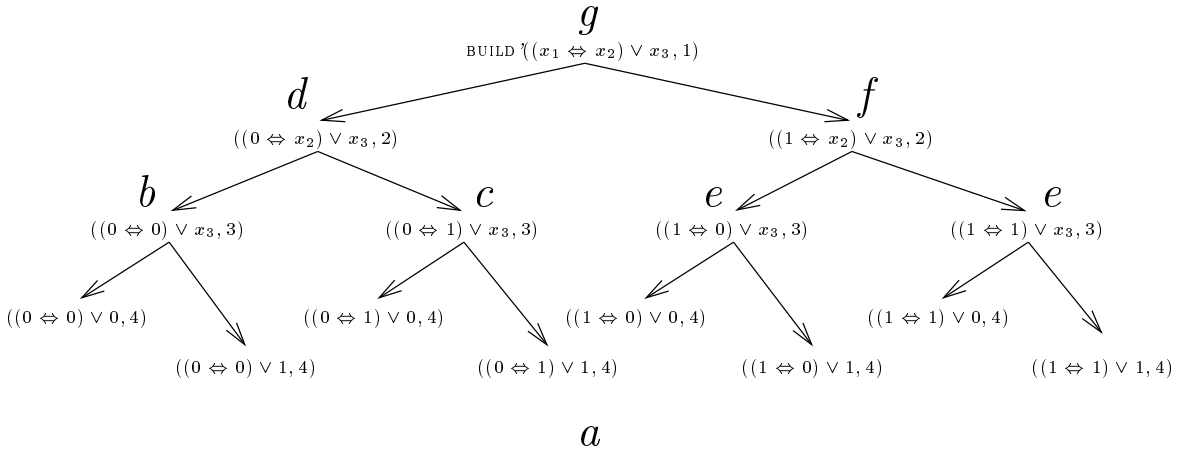 g
BUILD'((x₁ ⇔ x₂) ∨ x₃, 1)
d f
((0 ⇔ x₂) ∨ x₃, 2) ((1 ⇔ x₂) ∨ x₃, 2)
b c e e
((0 ⇔ 0) ∨ x₃, 3) ((0 ⇔ 1) ∨ x₃, 3) ((1 ⇔ 0) ∨ x₃, 3) ((1 ⇔ 1) ∨ x₃, 3)
((0 ⇔ 0) ∨ 0, 4) ((0 ⇔ 1) ∨ 0, 4) ((1 ⇔ 0) ∨ 0, 4) ((1 ⇔ 1) ∨ 0, 4)
((0 ⇔ 0) ∨ 1, 4) ((0 ⇔ 1) ∨ 1, 4) ((1 ⇔ 0) ∨ 1, 4) ((1 ⇔ 1) ∨ 1, 4)
a